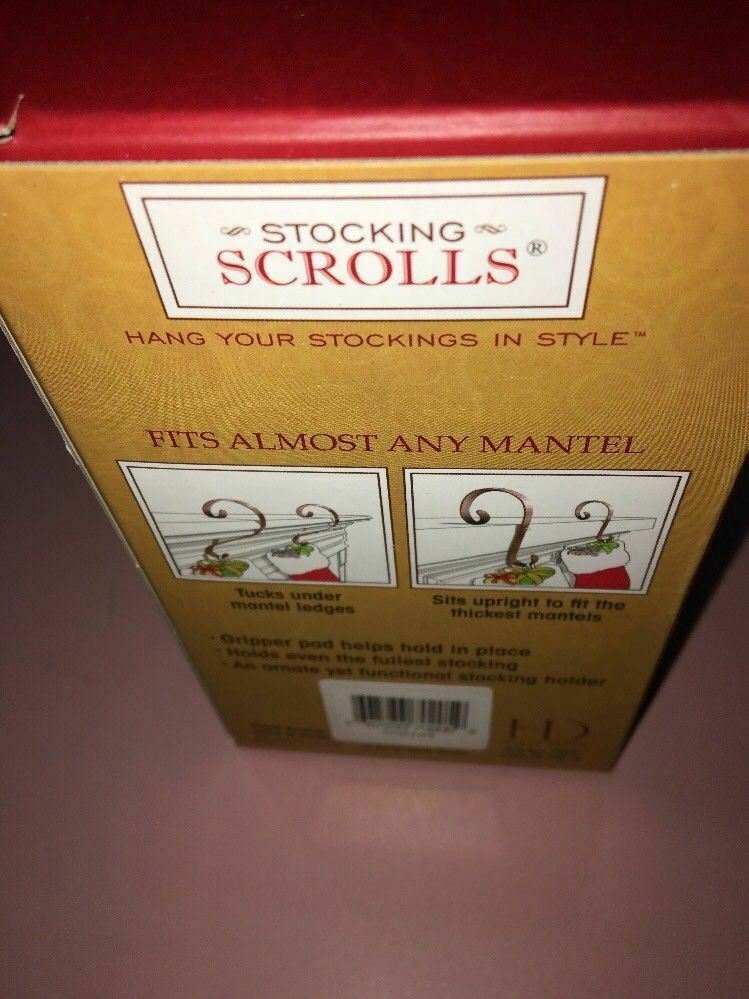 STOCKING
SCROLLS®
HANG YOUR STOCKINGS IN STYLE™
FITS ALMOST ANY MANTEL
Tucks under
mantel ledges
Sits upright to fit the
thickest mantels
· Gripper pad helps hold in place
· Holds even the fullest stocking
· An ornate yet functional stocking holder
HD